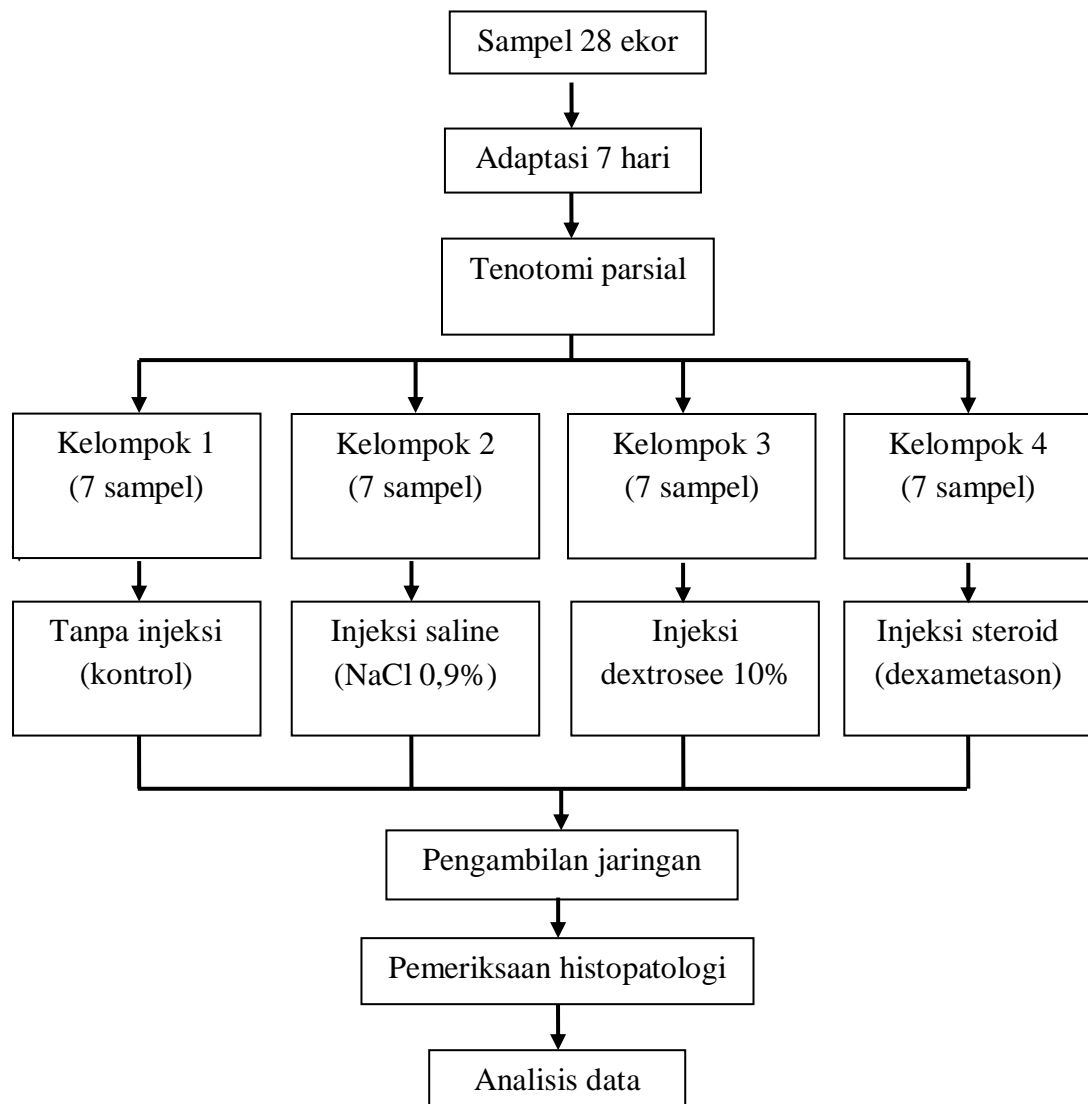 Sampel 28 ekor
Adaptasi 7 hari
Tenotomi parsial
Kelompok 1
(7 sampel)
Kelompok 2
(7 sampel)
Kelompok 3
(7 sampel)
Kelompok 4
(7 sampel)
Tanpa injeksi
(kontrol)
Injeksi saline
(NaCl 0,9%)
Injeksi
dextrosee 10%
Injeksi steroid
(dexametason)
Pengambilan jaringan
Pemeriksaan histopatologi
Analisis data